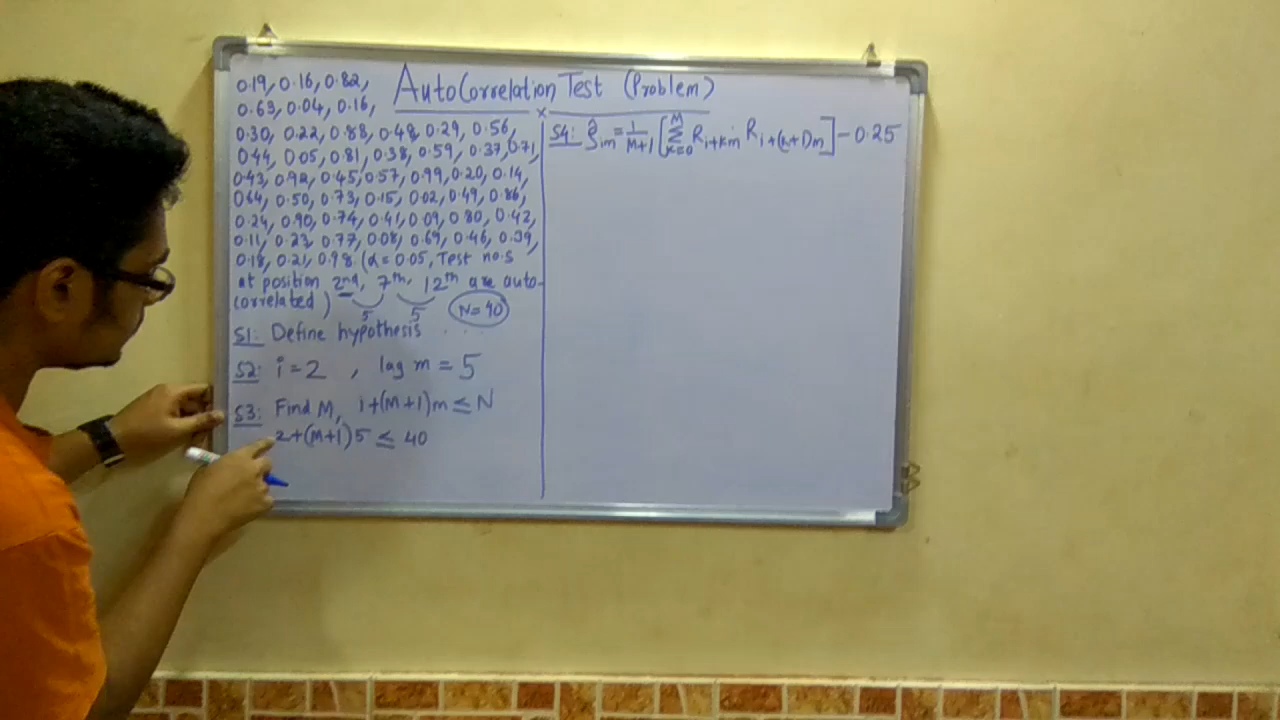 AutoCorrelation Test (Problem)
0.19, 0.16, 0.82,
0.63, 0.04, 0.16,
0.30, 0.22, 0.88, 0.48, 0.29, 0.56,
0.44, 0.05, 0.81, 0.38, 0.59, 0.37, 0.71,
0.43, 0.92, 0.45, 0.57, 0.99, 0.20, 0.14,
0.64, 0.50, 0.73, 0.15, 0.02, 0.49, 0.86,
0.24, 0.90, 0.74, 0.41, 0.09, 0.80, 0.42,
0.11, 0.23, 0.77, 0.08, 0.69, 0.46, 0.39,
0.18, 0.21, 0.98. (α = 0.05, Test no.s
at position 2nd, 7th, 12th are auto-
correlated)
5 5 N=40
S1: Define hypothesis
S2: i = 2 , lag m = 5
S3: Find M, i+(M+1)m ≤ N
2+(M+1)5 ≤ 40
S4: ρ̂im = 1/M+1 [ M Σ k=0 Ri+km Ri+(k+1)m ] - 0.25